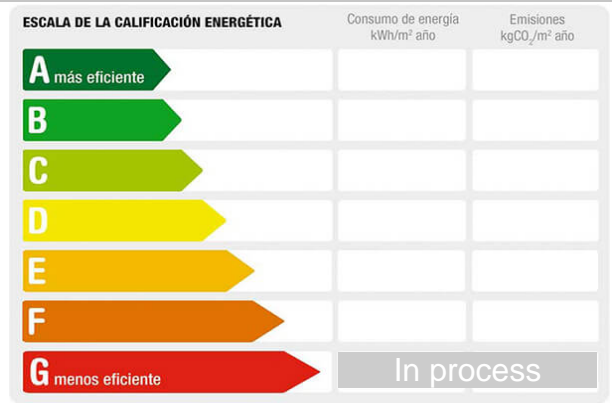 ESCALA DE LA CALIFICACIÓN ENERGÉTICA
Consumo de energía
kWh/m² año
Emisiones
kgCO₂/m² año
A más eficiente
B
C
D
E
F
G menos eficiente
In process